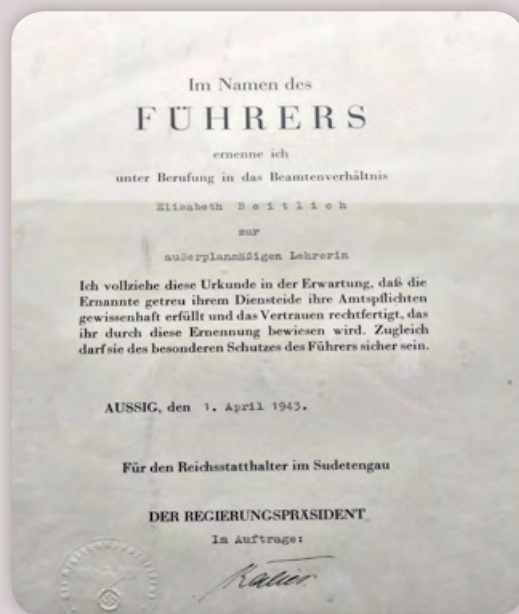 Im Namen des
FÜHRERS
ernenne ich
unter Berufung in das Beamtenverhältnis
Elisabeth Beitlich
zur
außerplanmäßigen Lehrerin
Ich vollziehe diese Urkunde in der Erwartung, daß die
Ernannte getreu ihrem Diensteide ihre Amtspflichten
gewissenhaft erfüllt und das Vertrauen rechtfertigt, das
ihr durch diese Ernennung bewiesen wird. Zugleich
darf sie des besonderen Schutzes des Führers sicher sein.
AUSSIG, den 1. April 1943.
Für den Reichsstatthalter im Sudetengau
DER REGIERUNGSPRÄSIDENT
Im Auftrage: